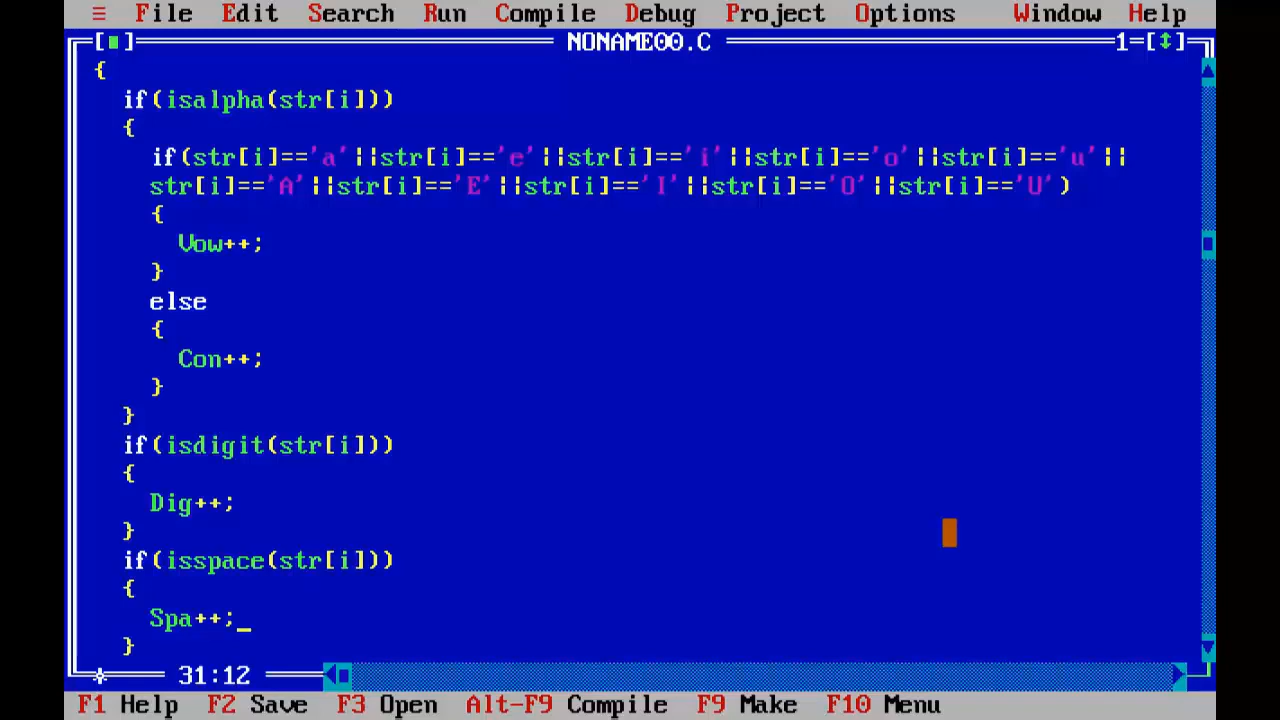 ≡ File Edit Search Run Compile Debug Project Options Window Help
[■] NONAME00.C 1=[↕]
{
if(isalpha(str[i]))
{
if(str[i]=='a'||str[i]=='e'||str[i]=='i'||str[i]=='o'||str[i]=='u'||
str[i]=='A'||str[i]=='E'||str[i]=='I'||str[i]=='O'||str[i]=='U')
{
Vow++;
}
else
{
Con++;
}
}
if(isdigit(str[i]))
{
Dig++;
}
if(isspace(str[i]))
{
Spa++;_
}
31:12
F1 Help F2 Save F3 Open Alt-F9 Compile F9 Make F10 Menu